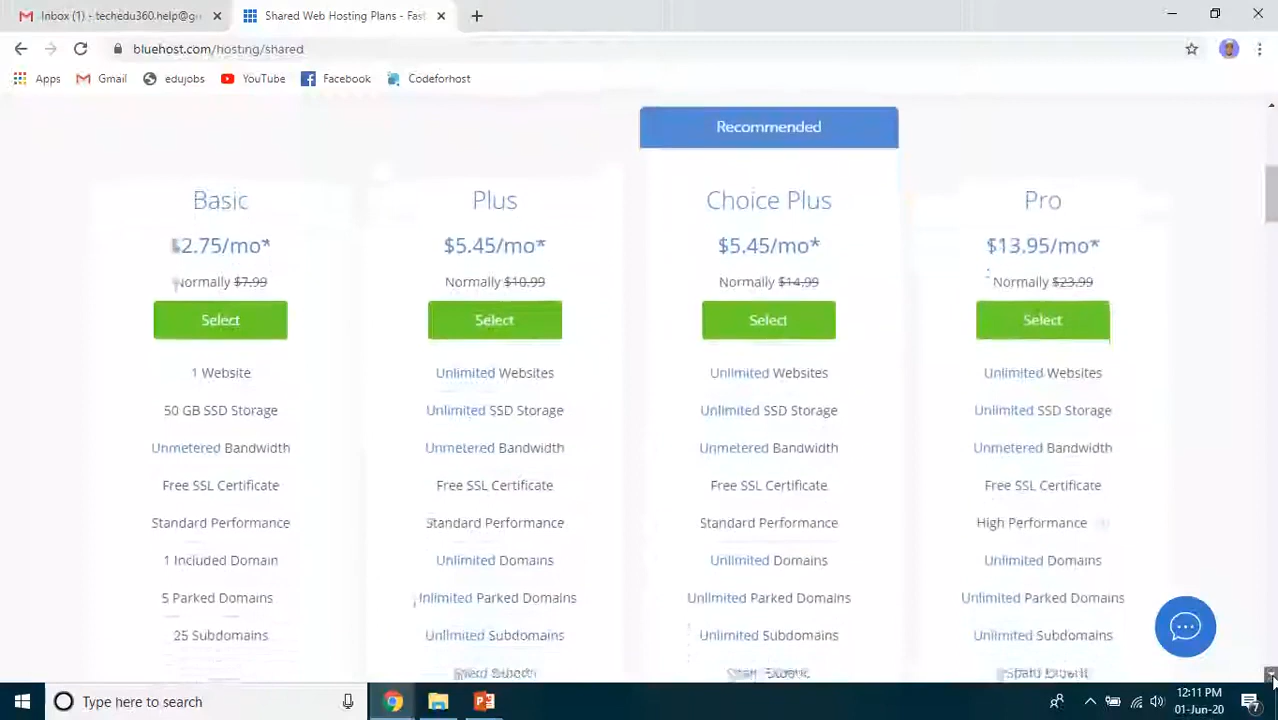 Inbox (1) - techedu360.help@g
Shared Web Hosting Plans - Fast
bluehost.com/hosting/shared
Apps
Gmail
edujobs
YouTube
Facebook
Codeforhost
Recommended
Basic
Plus
Choice Plus
Pro
$2.75/mo*
$5.45/mo*
$5.45/mo*
$13.95/mo*
Normally $7.99
Normally $10.99
Normally $14.99
Normally $23.99
Select
Select
Select
Select
1 Website
Unlimited Websites
Unlimited Websites
Unlimited Websites
50 GB SSD Storage
Unlimited SSD Storage
Unlimited SSD Storage
Unlimited SSD Storage
Unmetered Bandwidth
Unmetered Bandwidth
Unmetered Bandwidth
Unmetered Bandwidth
Free SSL Certificate
Free SSL Certificate
Free SSL Certificate
Free SSL Certificate
Standard Performance
Standard Performance
Standard Performance
High Performance
1 Included Domain
Unlimited Domains
Unlimited Domains
Unlimited Domains
5 Parked Domains
Unlimited Parked Domains
Unlimited Parked Domains
Unlimited Parked Domains
25 Subdomains
Unlimited Subdomains
Unlimited Subdomains
Unlimited Subdomains
Type here to search
12:11 PM
01-Jun-20
7